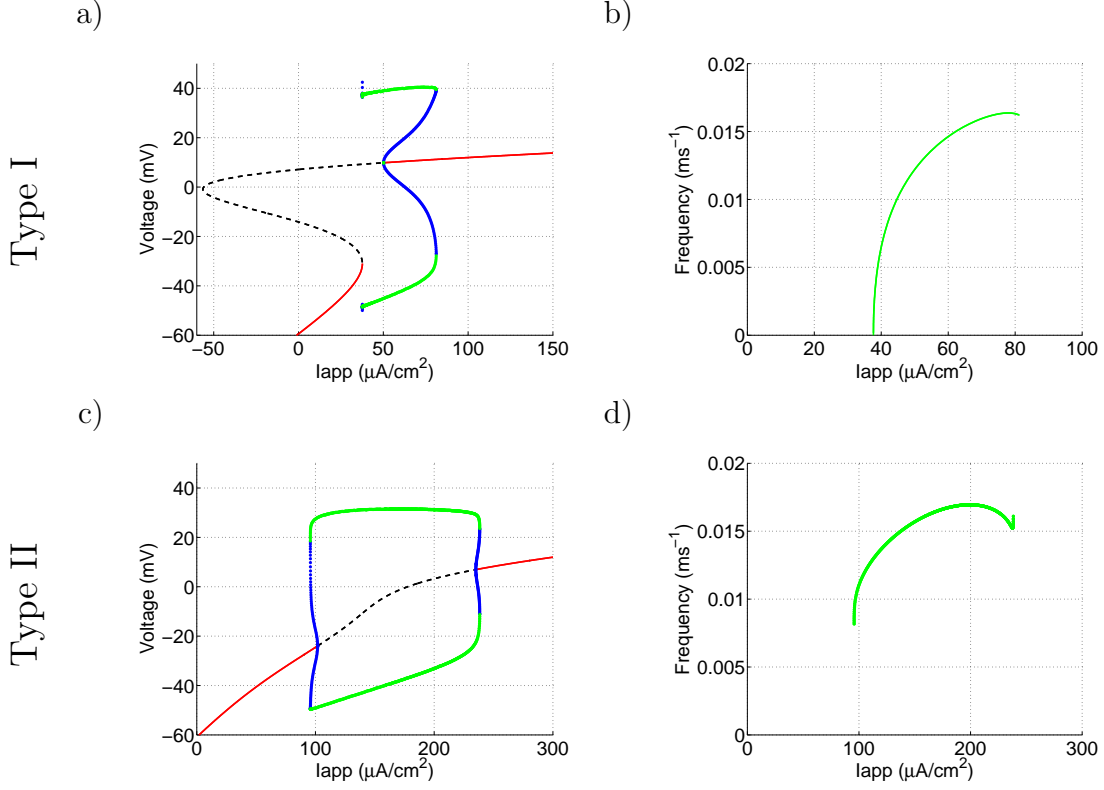 a)
b)
Type I
Voltage (mV)
40
20
0
−20
−40
−60
−50
0
50
100
150
Iapp (μA/cm²)
Frequency (ms⁻¹)
0.02
0.015
0.01
0.005
0
0
20
40
60
80
100
Iapp (μA/cm²)
c)
d)
Type II
Voltage (mV)
40
20
0
−20
−40
−60
0
100
200
300
Iapp (μA/cm²)
Frequency (ms⁻¹)
0.02
0.015
0.01
0.005
0
0
100
200
300
Iapp (μA/cm²)